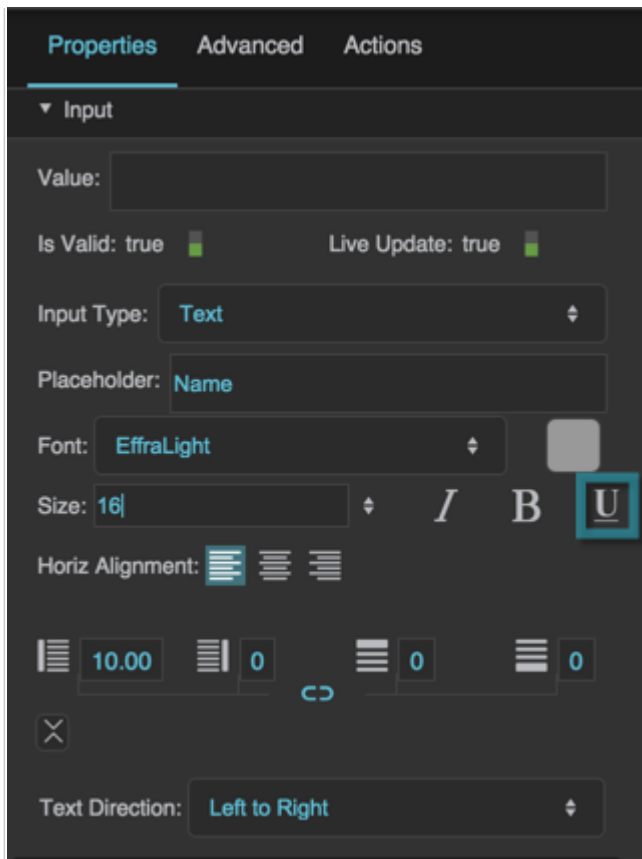 Properties Advanced Actions
Input
Value:
Is Valid: true Live Update: true
Input Type: Text
Placeholder: Name
Font: EffraLight
Size: 16 I B U
Horiz Alignment:
10.00 0 0 0
Text Direction: Left to Right